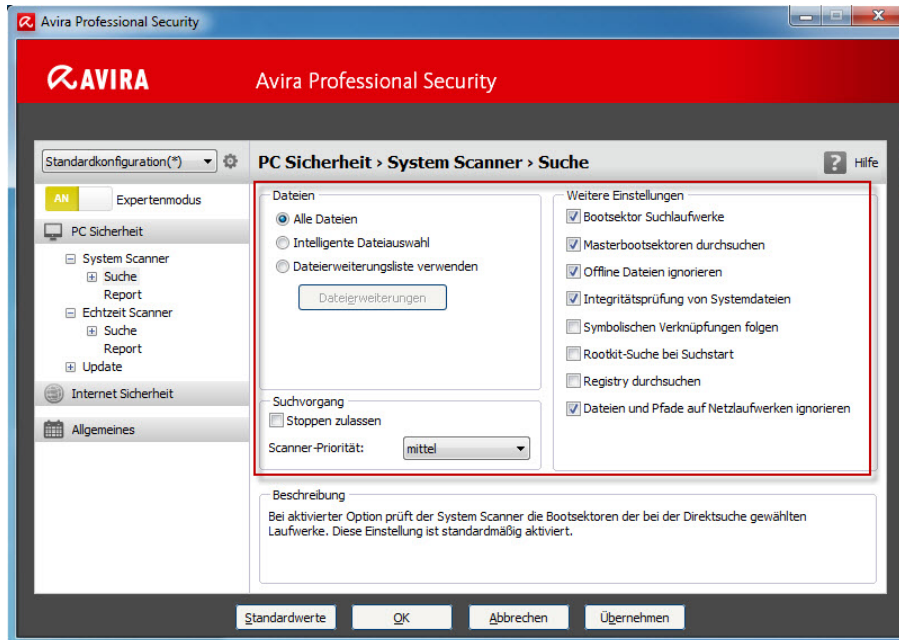 Avira Professional Security
AVIRA
Avira Professional Security
Standardkonfiguration(*)
PC Sicherheit › System Scanner › Suche
? Hilfe
AN
Expertenmodus
PC Sicherheit
System Scanner
Suche
Report
Echtzeit Scanner
Suche
Report
Update
Internet Sicherheit
Allgemeines
Dateien
Alle Dateien
Intelligente Dateiauswahl
Dateierweiterungsliste verwenden
Dateierweiterungen
Suchvorgang
Stoppen zulassen
Scanner-Priorität:
mittel
Weitere Einstellungen
Bootsektor Suchlaufwerke
Masterbootsektoren durchsuchen
Offline Dateien ignorieren
Integritätsprüfung von Systemdateien
Symbolischen Verknüpfungen folgen
Rootkit-Suche bei Suchstart
Registry durchsuchen
Dateien und Pfade auf Netzlaufwerken ignorieren
Beschreibung
Bei aktivierter Option prüft der System Scanner die Bootsektoren der bei der Direktsuche gewählten
Laufwerke. Diese Einstellung ist standardmäßig aktiviert.
Standardwerte
OK
Abbrechen
Übernehmen